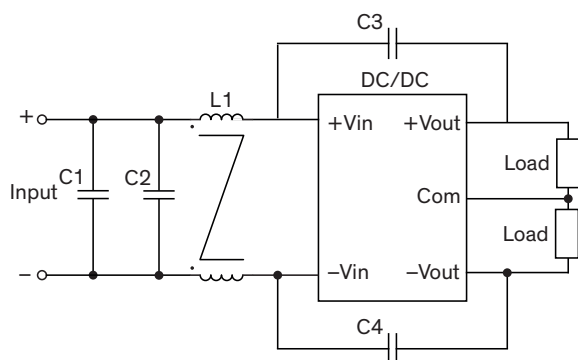 C3
DC/DC
L1
+
+Vin
+Vout
C1
C2
Load
Input
Com
Load
–
–Vin
–Vout
C4